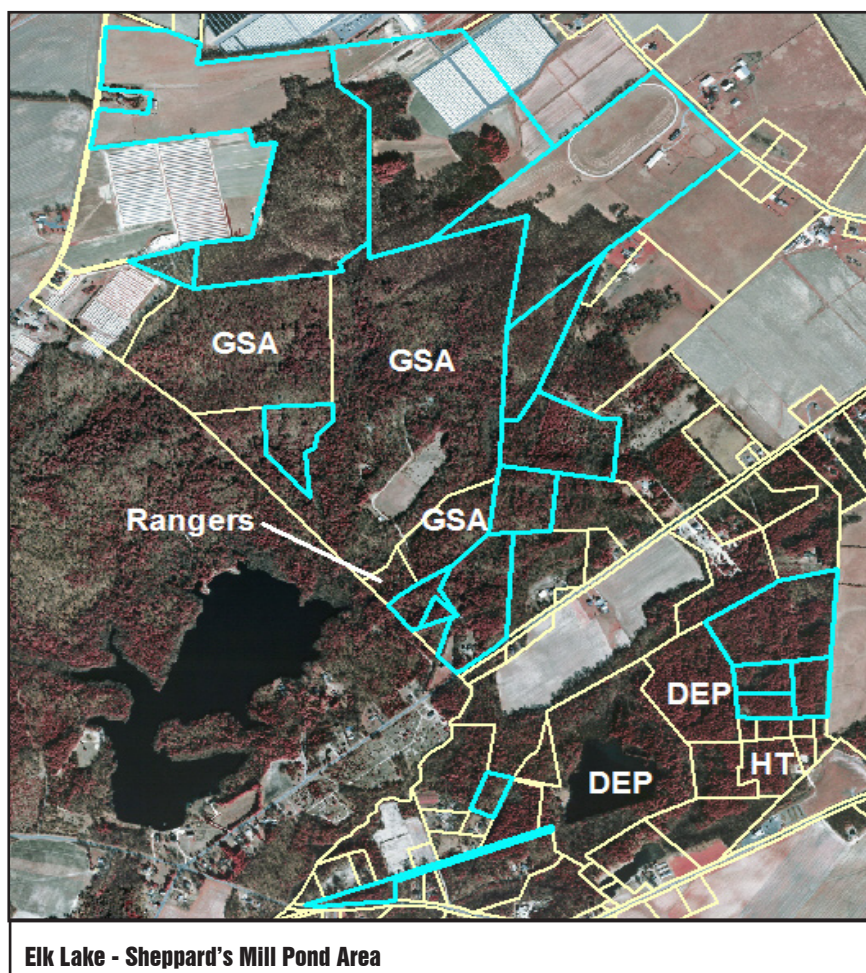 GSA
GSA
GSA
Rangers
DEP
HT
DEP
Elk Lake - Sheppard's Mill Pond Area